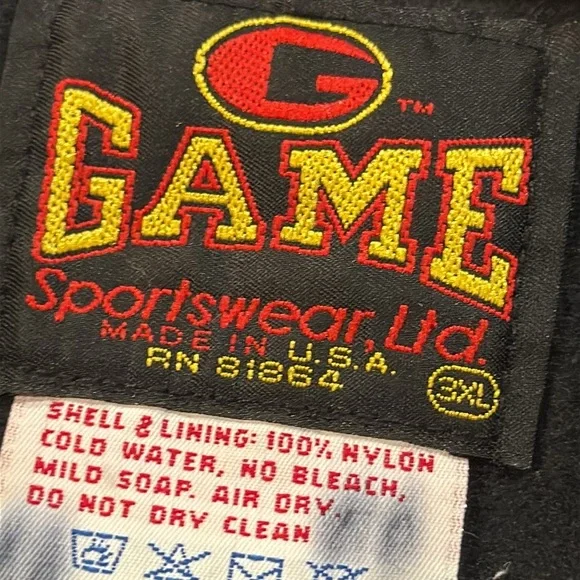 G TM
GAME
Sportswear, Ltd.
MADE IN U.S.A.
RN 81864 3XL
SHELL & LINING: 100% NYLON
COLD WATER, NO BLEACH,
MILD SOAP. AIR DRY.
DO NOT DRY CLEAN